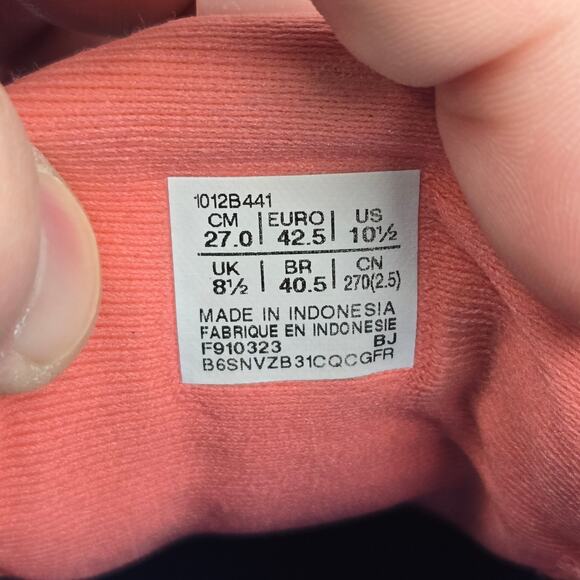 1012B441
CM | EURO | US
27.0 | 42.5 | 10½
UK | BR | CN
8½ | 40.5 | 270(2.5)
MADE IN INDONESIA
FABRIQUE EN INDONESIE
F910323 BJ
B6SNVZB31CQCGFR